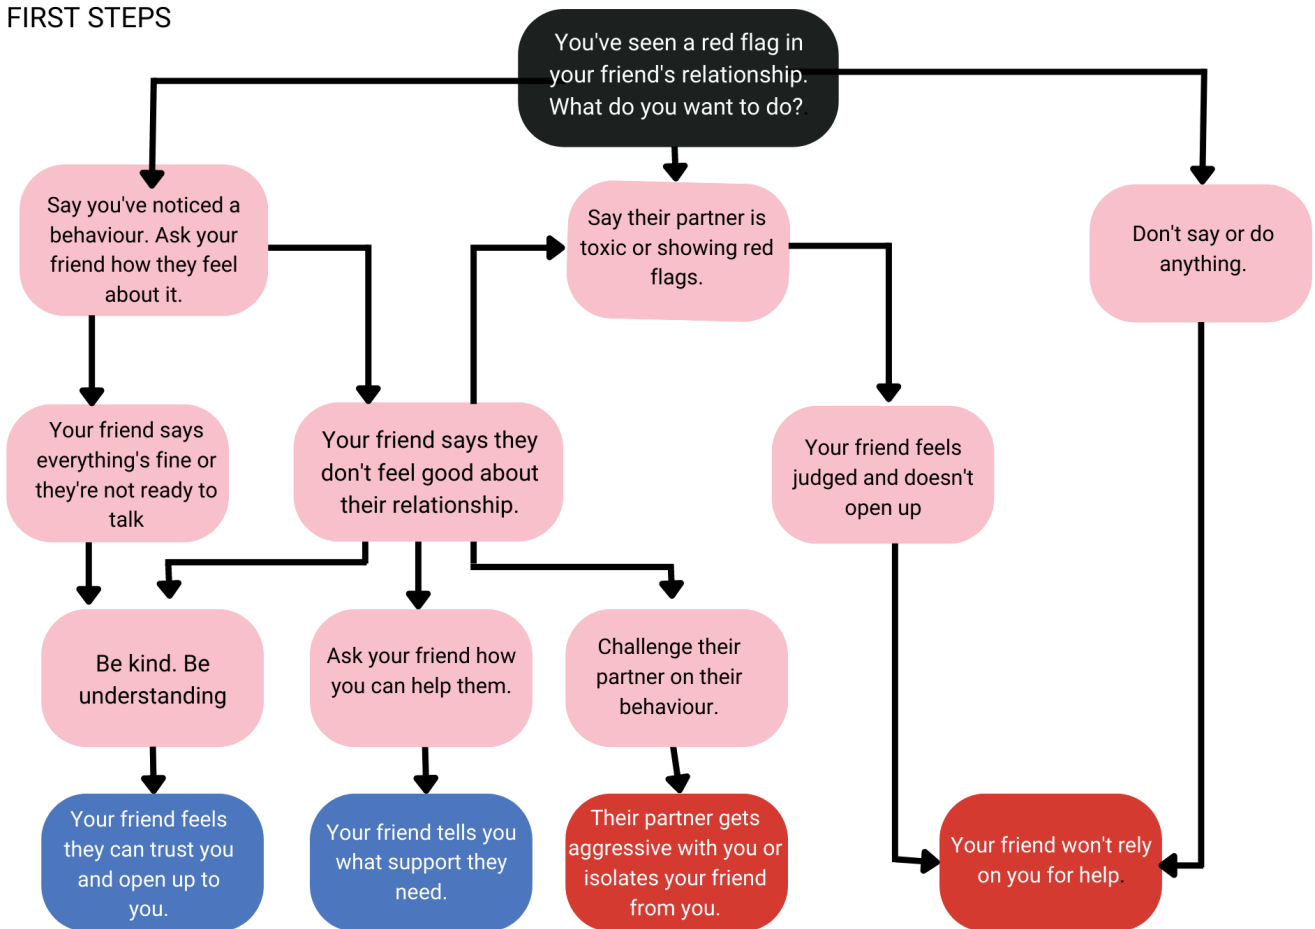 FIRST STEPS
You've seen a red flag in
your friend's relationship.
What do you want to do?.
Say you've noticed a
behaviour. Ask your
friend how they feel
about it.
Say their partner is
toxic or showing red
flags.
Don't say or do
anything.
Your friend says
everything's fine or
they're not ready to
talk
Your friend says they
don't feel good about
their relationship.
Your friend feels
judged and doesn't
open up
Be kind. Be
understanding
Ask your friend how
you can help them.
Challenge their
partner on their
behaviour.
Your friend feels
they can trust you
and open up to
you.
Your friend tells you
what support they
need.
Their partner gets
aggressive with you or
isolates your friend
from you.
Your friend won't rely
on you for help.